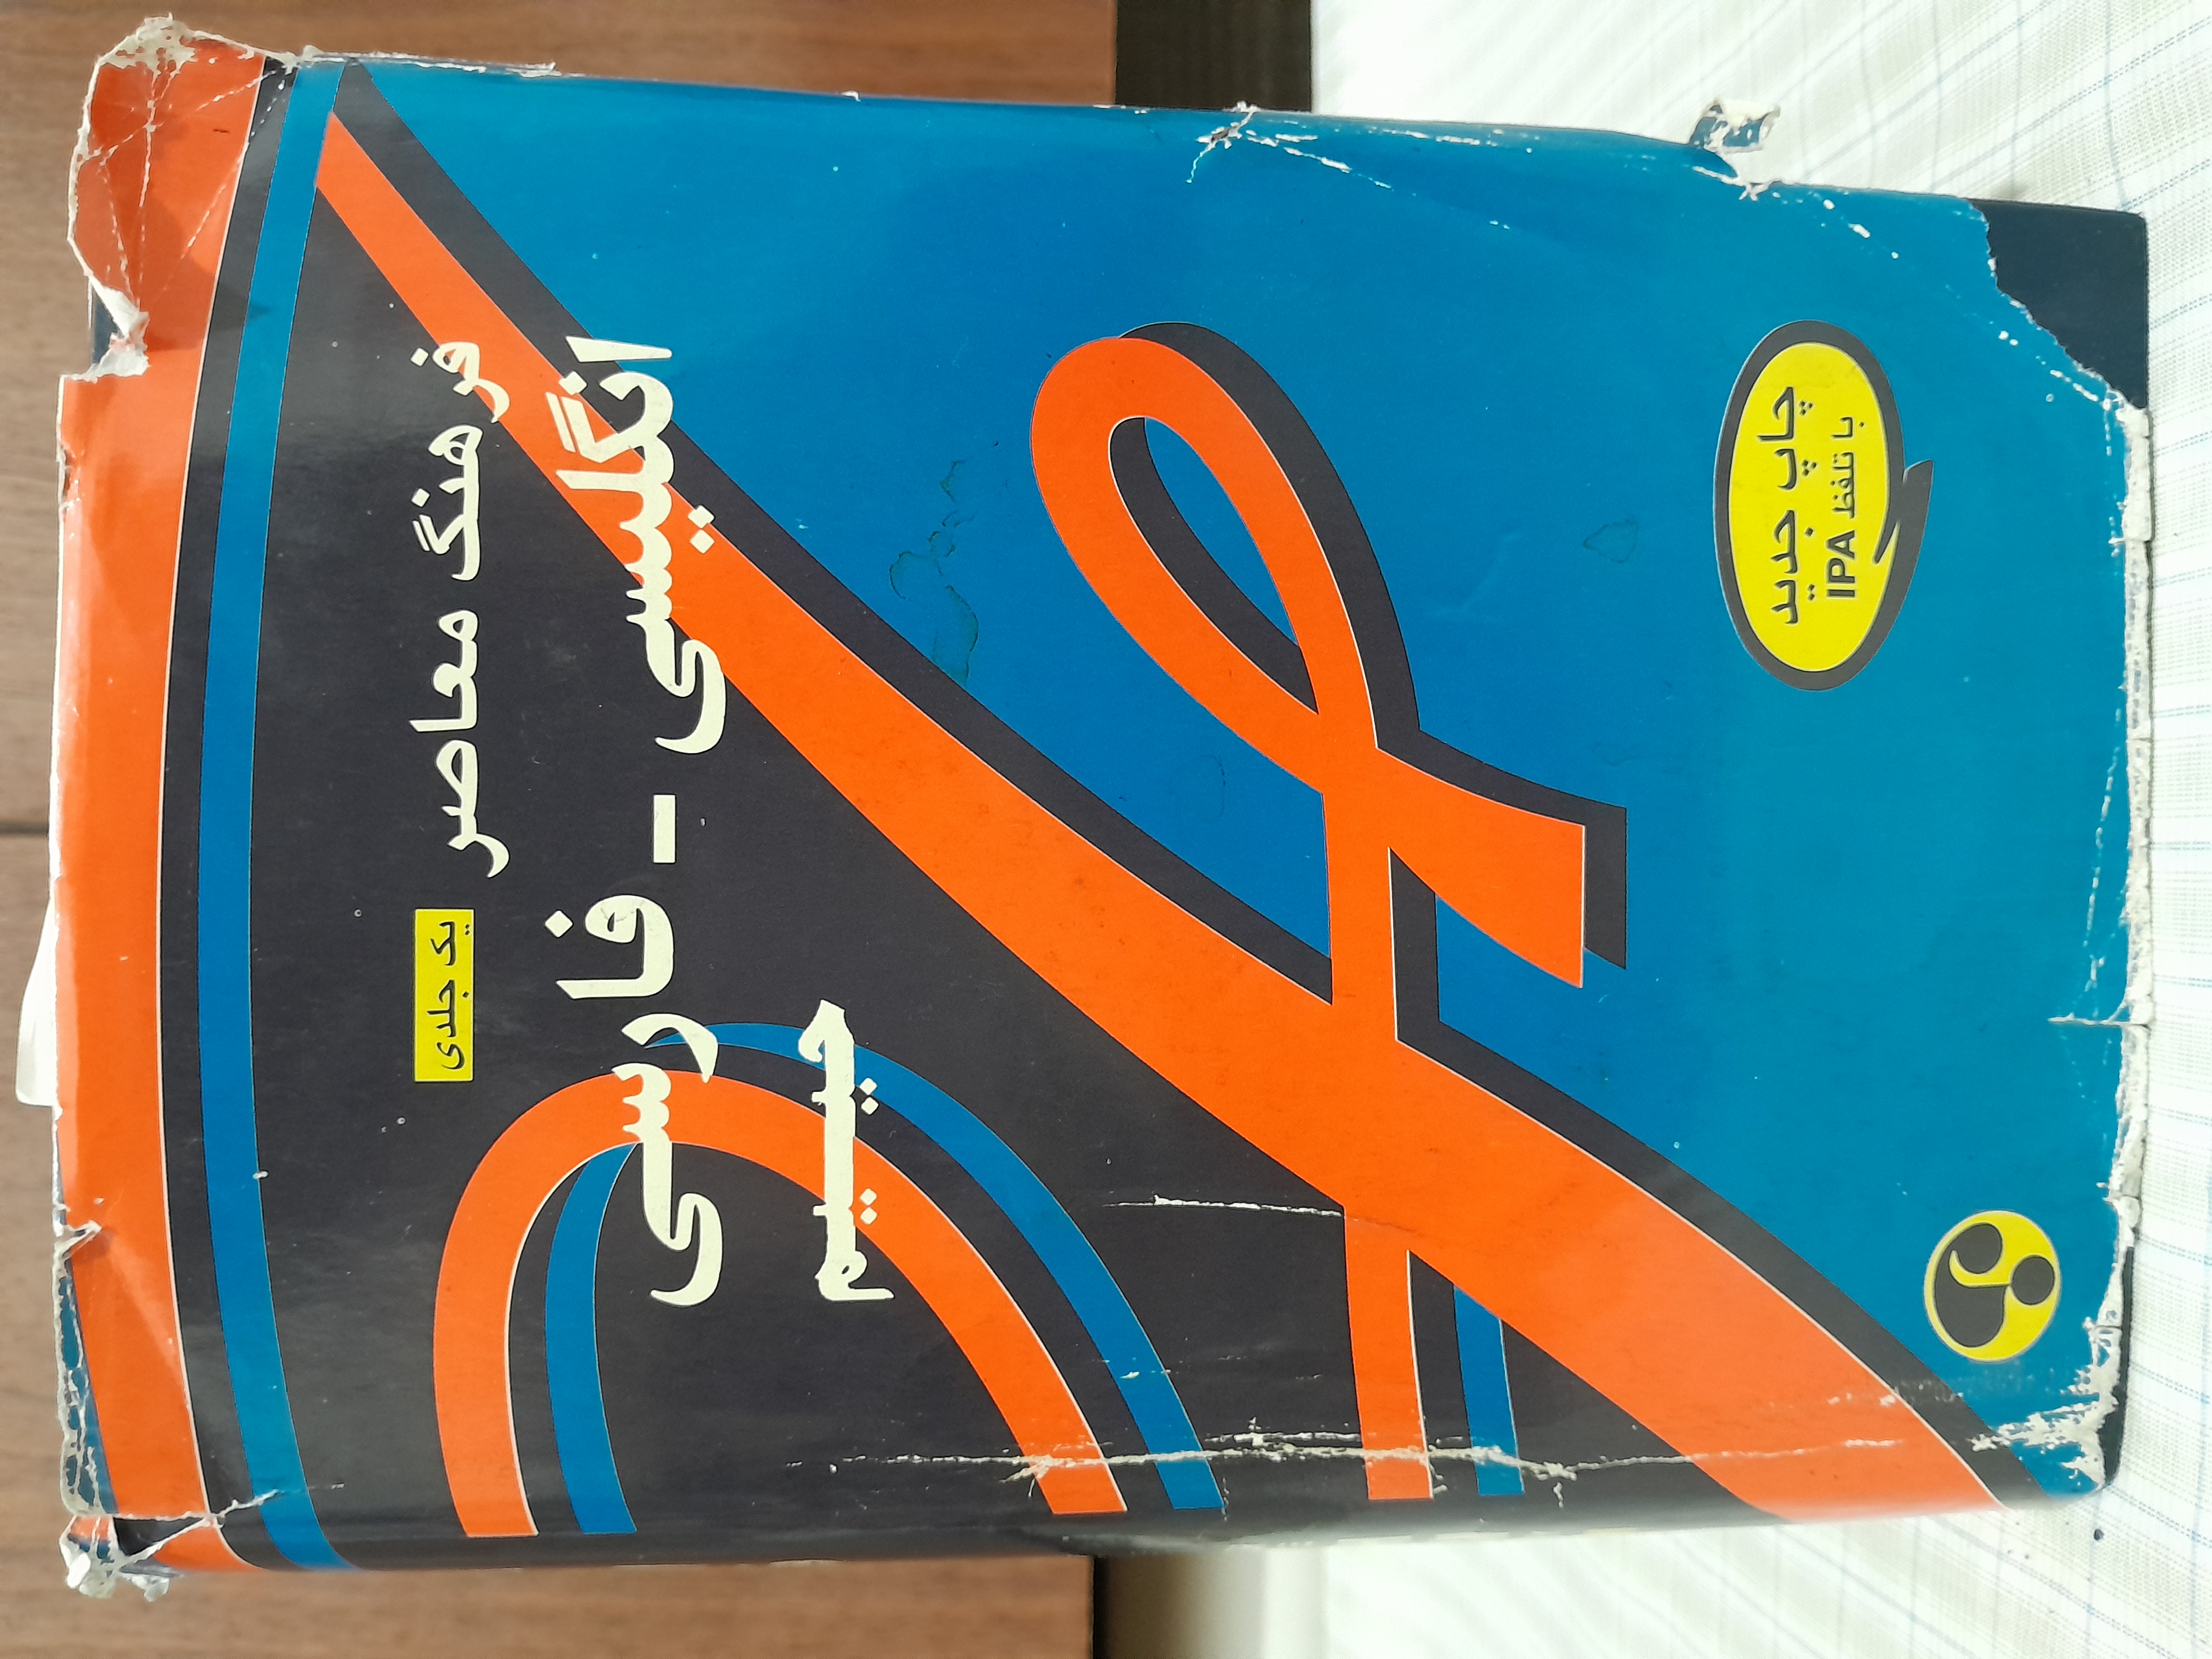 فرهنگ معاصر
یک جلدی
انگلیسی - فارسی
حییم
چاپ جدید
با تلفظ IPA